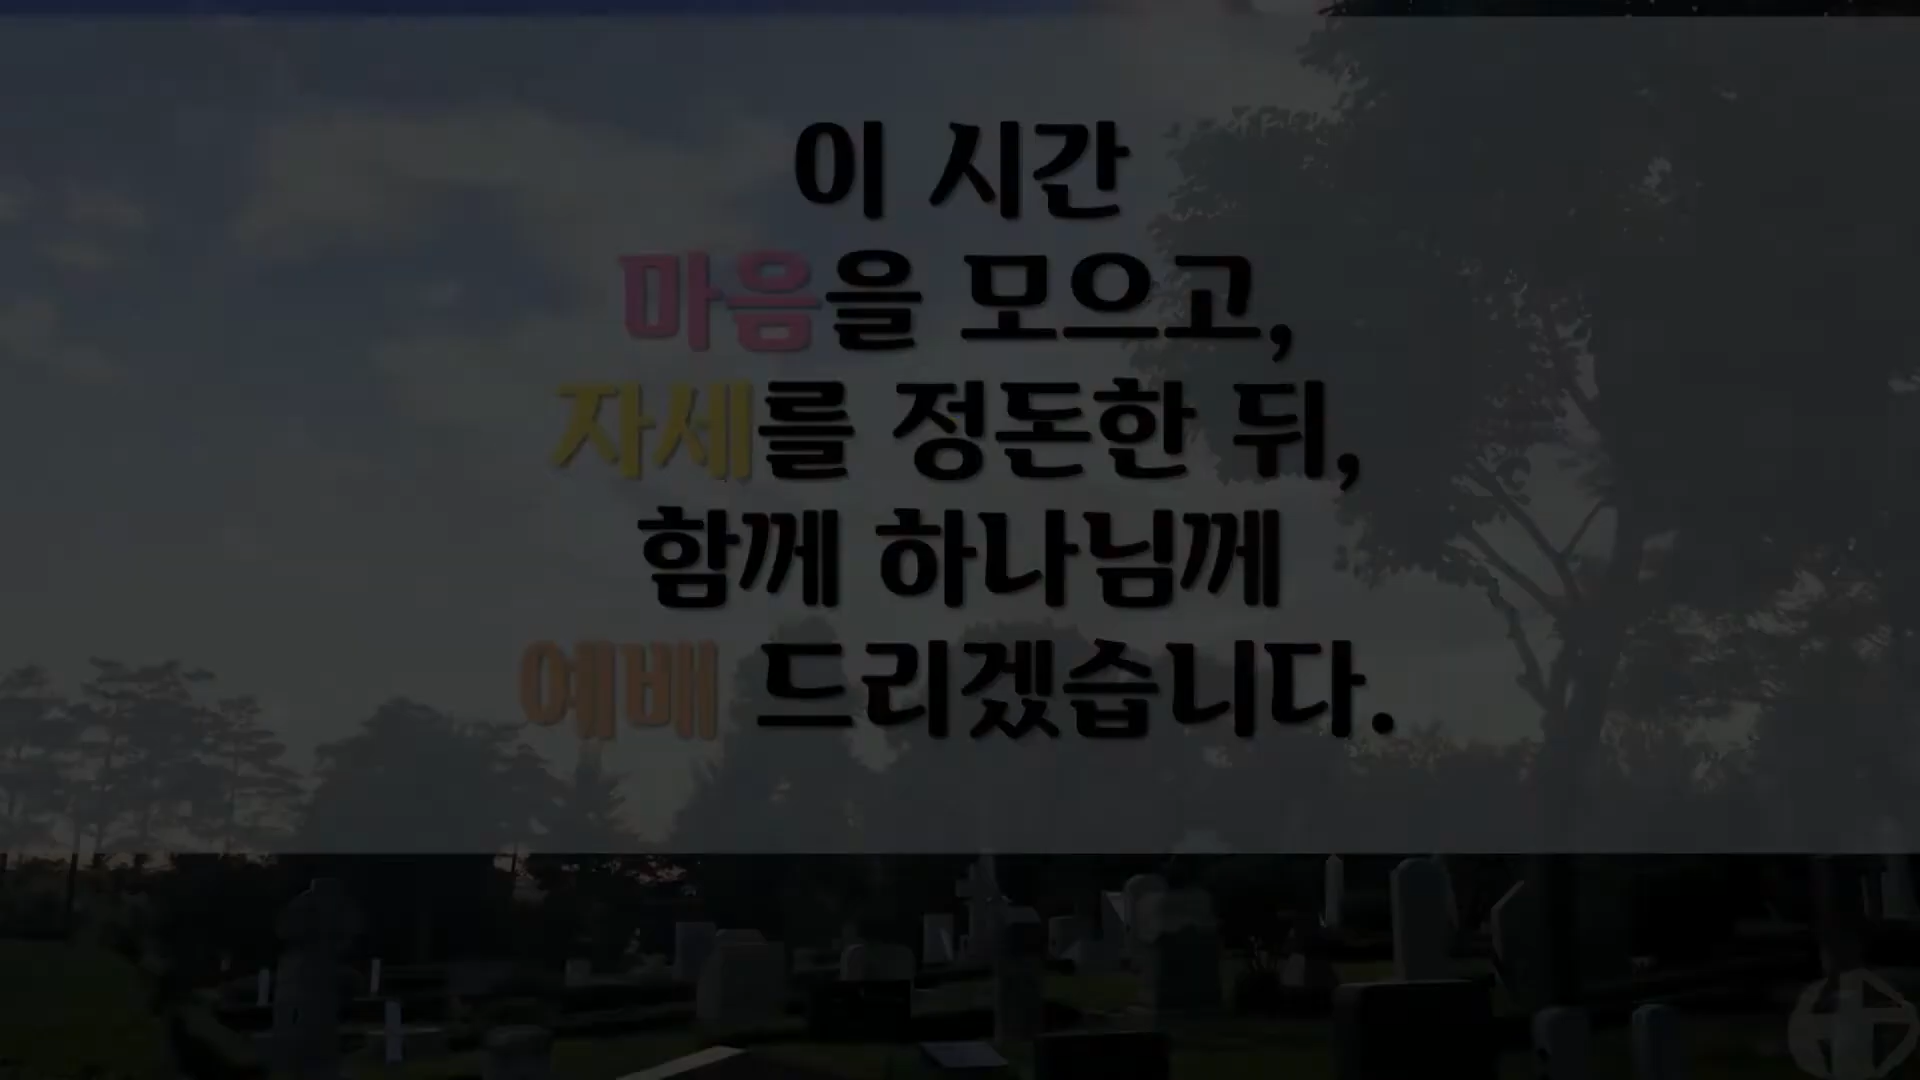 이 시간
마음을 모으고,
자세를 정돈한 뒤,
함께 하나님께
예배 드리겠습니다.